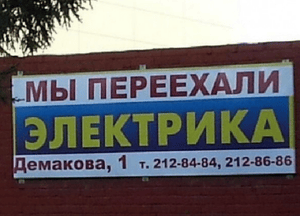 МЫ ПЕРЕЕХАЛИ
ЭЛЕКТРИКА
Демакова, 1 т. 212-84-84, 212-86-86